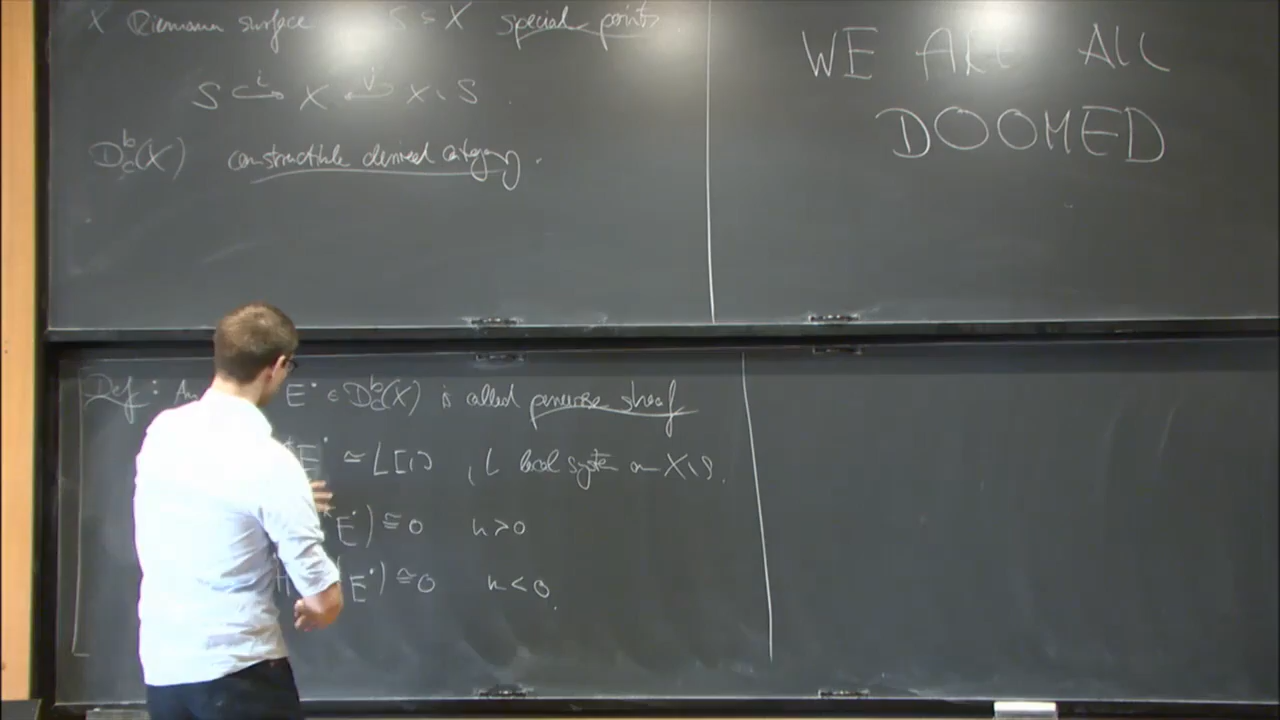 X Riemann surface S ⊂ X special points
S ↪ X ↩ X \ S
i j
D^b_c(X) constructible derived category.
WE ARE ALL
DOOMED
Def: An E^• ∈ D^b_c(X) is called perverse sheaf
E^• ≃ L[1] , L local system on X \ S.
E^•) ≅ 0 n > 0
E^•) ≅ 0 n < 0.